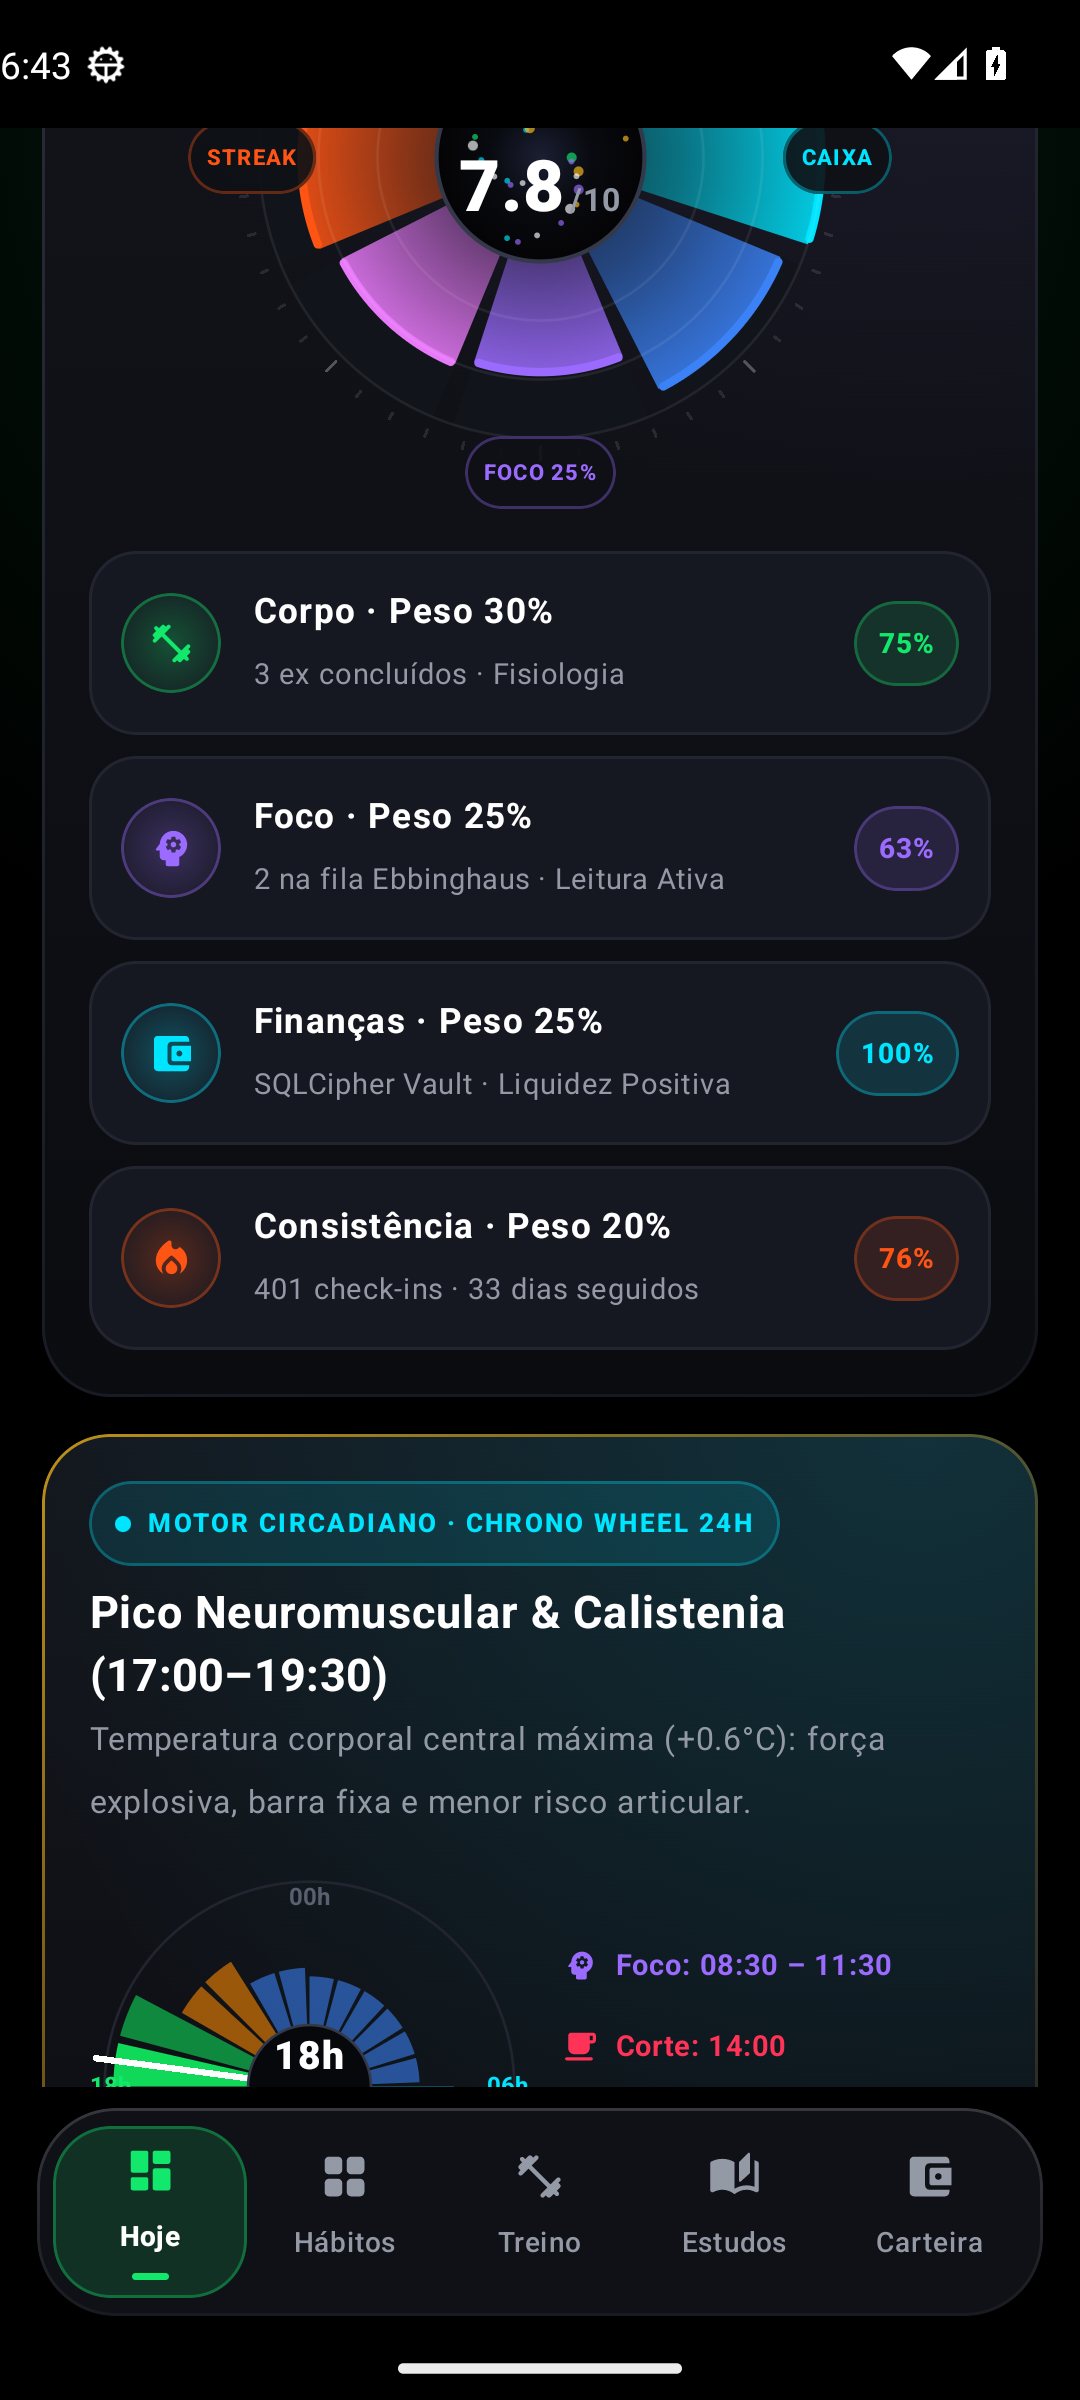 6:43
STREAK
CAIXA
7.8/10
FOCO 25%
Corpo · Peso 30%
3 ex concluídos · Fisiologia
75%
Foco · Peso 25%
2 na fila Ebbinghaus · Leitura Ativa
63%
Finanças · Peso 25%
SQLCipher Vault · Liquidez Positiva
100%
Consistência · Peso 20%
401 check-ins · 33 dias seguidos
76%
MOTOR CIRCADIANO · CHRONO WHEEL 24H
Pico Neuromuscular & Calistenia
(17:00–19:30)
Temperatura corporal central máxima (+0.6°C): força
explosiva, barra fixa e menor risco articular.
00h
Foco: 08:30 – 11:30
18h
Corte: 14:00
18h
06h
Hoje
Hábitos
Treino
Estudos
Carteira